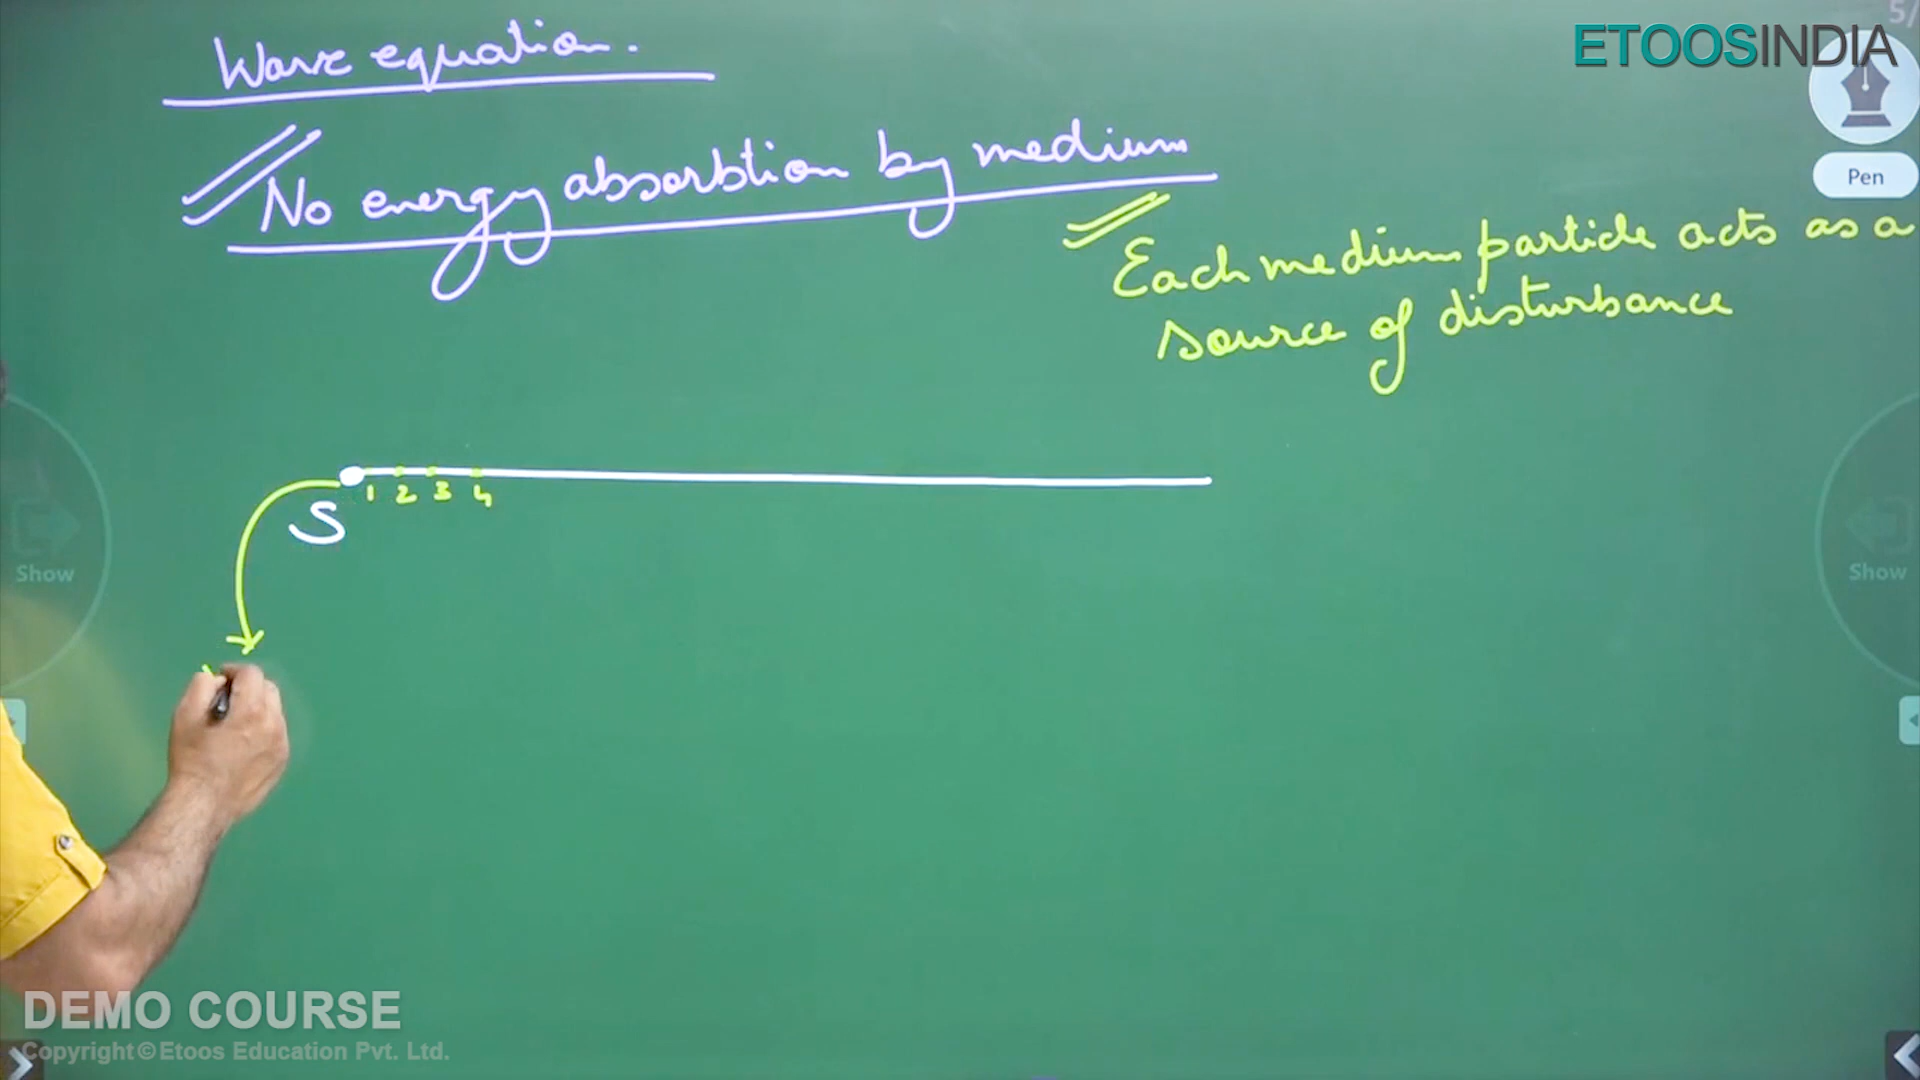 ETOOSINDIA
5/
Pen
Wave equation.
No energy absorbtion by medium
Each medium particle acts as a
source of disturbance
S
1 2 3 4
Show
Show
DEMO COURSE
Copyright © Etoos Education Pvt. Ltd.